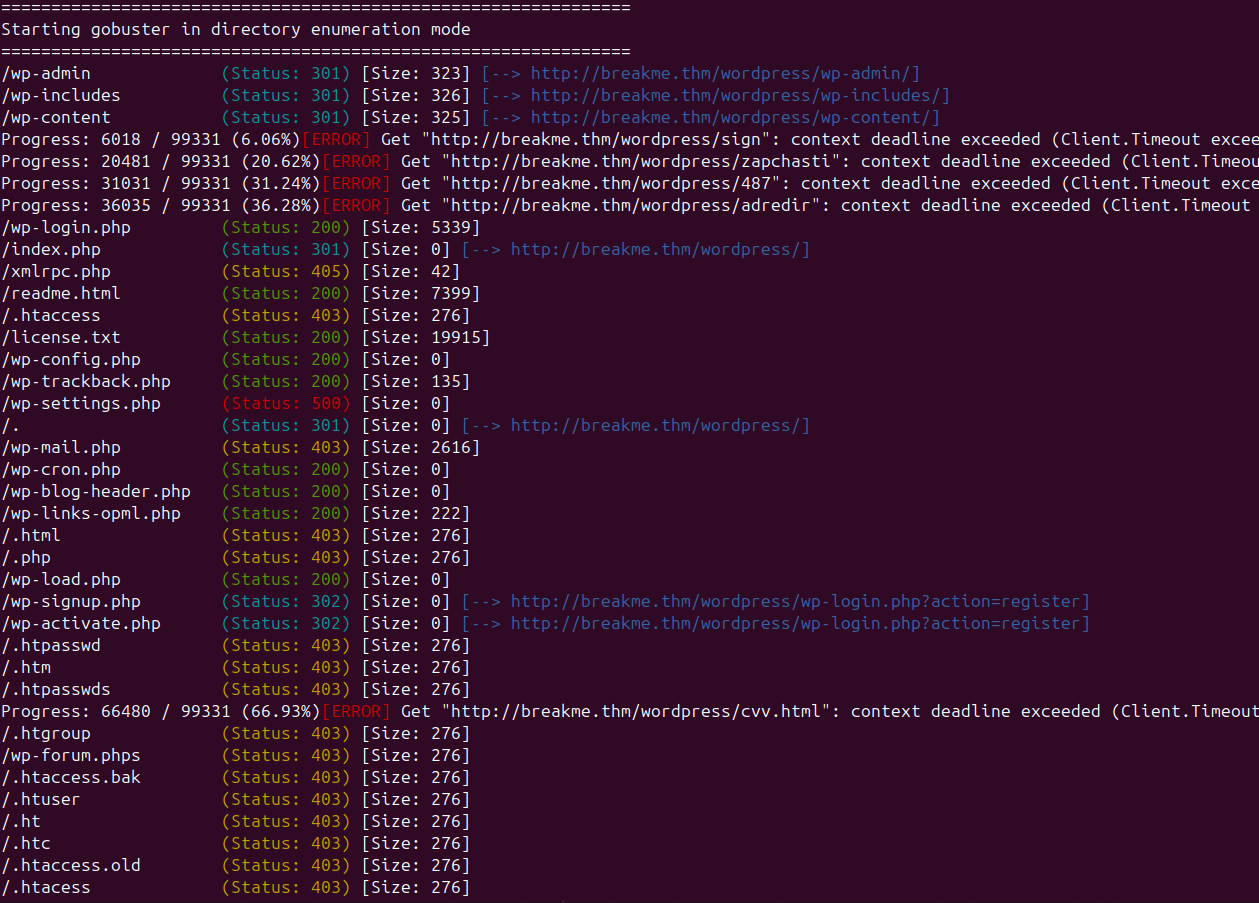 ===============================================================
Starting gobuster in directory enumeration mode
===============================================================
/wp-admin (Status: 301) [Size: 323] [--> http://breakme.thm/wordpress/wp-admin/]
/wp-includes (Status: 301) [Size: 326] [--> http://breakme.thm/wordpress/wp-includes/]
/wp-content (Status: 301) [Size: 325] [--> http://breakme.thm/wordpress/wp-content/]
Progress: 6018 / 99331 (6.06%)[ERROR] Get "http://breakme.thm/wordpress/sign": context deadline exceeded (Client.Timeout excee
Progress: 20481 / 99331 (20.62%)[ERROR] Get "http://breakme.thm/wordpress/zapchasti": context deadline exceeded (Client.Timeou
Progress: 31031 / 99331 (31.24%)[ERROR] Get "http://breakme.thm/wordpress/487": context deadline exceeded (Client.Timeout exce
Progress: 36035 / 99331 (36.28%)[ERROR] Get "http://breakme.thm/wordpress/adredir": context deadline exceeded (Client.Timeout
/wp-login.php (Status: 200) [Size: 5339]
/index.php (Status: 301) [Size: 0] [--> http://breakme.thm/wordpress/]
/xmlrpc.php (Status: 405) [Size: 42]
/readme.html (Status: 200) [Size: 7399]
/.htaccess (Status: 403) [Size: 276]
/license.txt (Status: 200) [Size: 19915]
/wp-config.php (Status: 200) [Size: 0]
/wp-trackback.php (Status: 200) [Size: 135]
/wp-settings.php (Status: 500) [Size: 0]
/. (Status: 301) [Size: 0] [--> http://breakme.thm/wordpress/]
/wp-mail.php (Status: 403) [Size: 2616]
/wp-cron.php (Status: 200) [Size: 0]
/wp-blog-header.php (Status: 200) [Size: 0]
/wp-links-opml.php (Status: 200) [Size: 222]
/.html (Status: 403) [Size: 276]
/.php (Status: 403) [Size: 276]
/wp-load.php (Status: 200) [Size: 0]
/wp-signup.php (Status: 302) [Size: 0] [--> http://breakme.thm/wordpress/wp-login.php?action=register]
/wp-activate.php (Status: 302) [Size: 0] [--> http://breakme.thm/wordpress/wp-login.php?action=register]
/.htpasswd (Status: 403) [Size: 276]
/.htm (Status: 403) [Size: 276]
/.htpasswds (Status: 403) [Size: 276]
Progress: 66480 / 99331 (66.93%)[ERROR] Get "http://breakme.thm/wordpress/cvv.html": context deadline exceeded (Client.Timeout
/.htgroup (Status: 403) [Size: 276]
/wp-forum.phps (Status: 403) [Size: 276]
/.htaccess.bak (Status: 403) [Size: 276]
/.htuser (Status: 403) [Size: 276]
/.ht (Status: 403) [Size: 276]
/.htc (Status: 403) [Size: 276]
/.htaccess.old (Status: 403) [Size: 276]
/.htacess (Status: 403) [Size: 276]